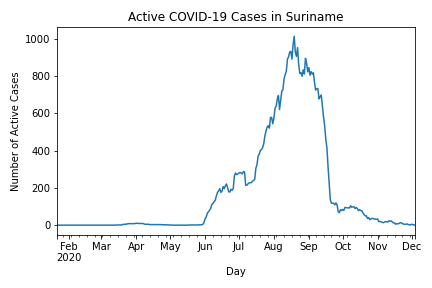 Active COVID-19 Cases in Suriname
Number of Active Cases
1000
800
600
400
200
0
Feb Mar Apr May Jun Jul Aug Sep Oct Nov Dec
2020
Day